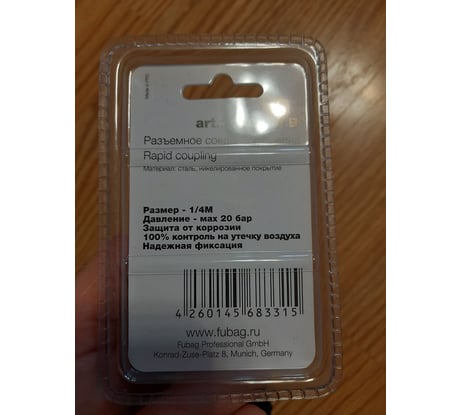 art.
Разъемное
Rapid coupling
Материал: сталь, никелированное покрытие
Размер - 1/4M
Давление - мах 20 бар
Защита от коррозии
100% контроль на утечку воздуха
Надежная фиксация
4 260145 683315
www.fubag.ru
Fubag Professional GmbH
Konrad-Zuse-Platz 8, Munich, Germany